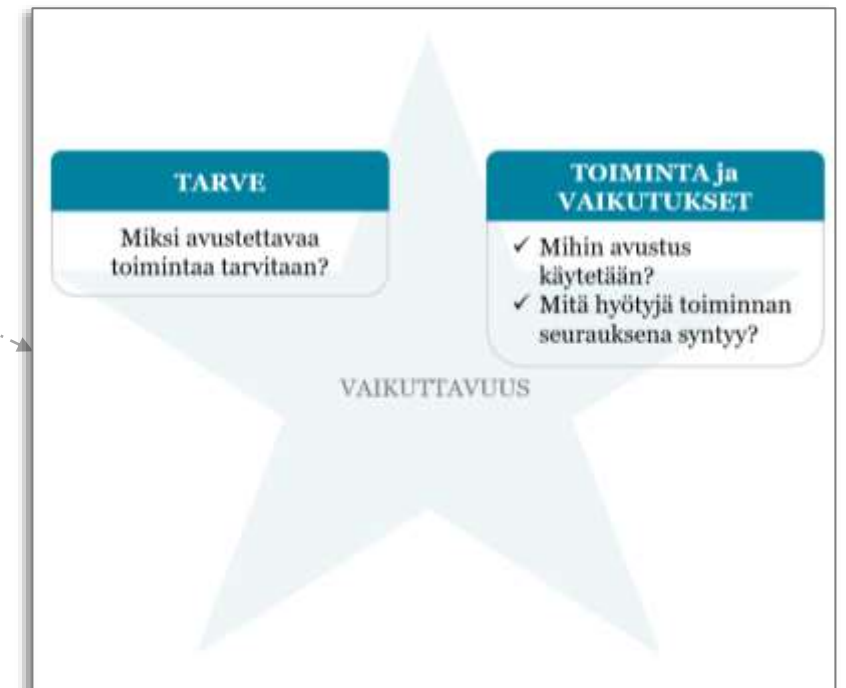 TARVE
Miksi avustettavaa
toimintaa tarvitaan?
TOIMINTA ja
VAIKUTUKSET
✓ Mihin avustus
käytetään?
✓ Mitä hyötyjä toiminnan
seurauksena syntyy?
VAIKUTTAVUUS